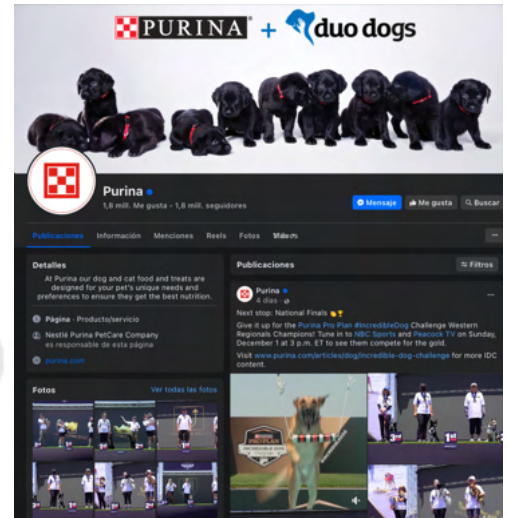 PURINA + duo dogs
Purina
1,8 mill. Me gusta • 1,8 mill. seguidores
Mensaje
Me gusta
Buscar
Publicaciones Información Menciones Reels Fotos
Detalles
At Purina our dog and cat food and treats are
designed for your pet's unique needs and
preferences to ensure they get the best nutrition.
Página · Producto/servicio
Nestlé Purina PetCare Company
es responsable de esta página
purina.com
Fotos
Ver todas las fotos
Publicaciones
Filtros
Purina
4 días ·
Next stop: National Finals
Give it up for the Purina Pro Plan #IncredibleDog Challenge Western
Regionals Champions! Tune in to NBC Sports and Peacock TV on Sunday,
December 1 at 3 p.m. ET to see them compete for the gold.
Visit www.purina.com/articles/dog/incredible-dog-challenge for more IDC
content.